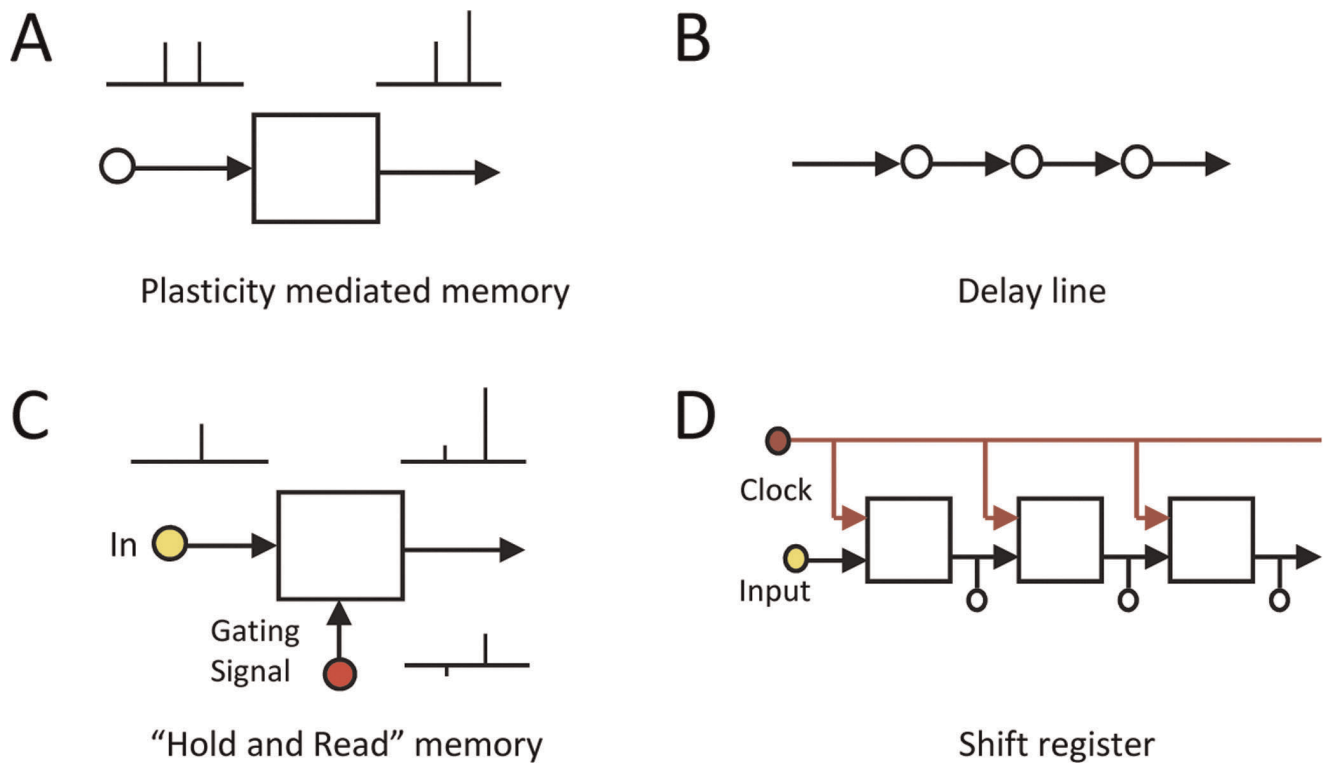 A
B
Plasticity mediated memory
Delay line
C
In
Gating
Signal
"Hold and Read" memory
D
Clock
Input
Shift register